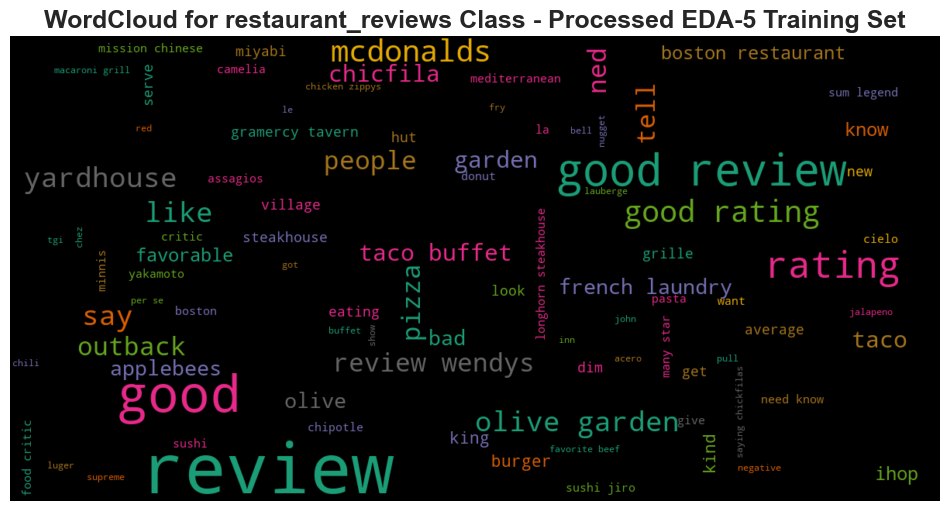 WordCloud for restaurant_reviews Class - Processed EDA-5 Training Set
mission chinese
miyabi
mcdonalds
ned
boston restaurant
macaroni grill
serve
camelia
chicfila
mediterranean
chicken zippys
tell
sum legend
le
fry
red
gramercy tavern
hut
la
bell
nugget
know
yardhouse
assagios
people
garden
donut
good review
new
lauberge
like
village
good rating
tgi
chez
critic
steakhouse
longhorn steakhouse
cielo
favorable
taco buffet
grille
minnis
yakamoto
got
pizza
look
french laundry
rating
per se
boston
eating
pasta
want
jalapeno
say
buffet
show
john
many star
average
outback
bad
inn
taco
chili
applebees
review wendys
dim
acero
get
pull
saying chickfilas
good
olive
need know
food critic
chipotle
olive garden
give
king
kind
sushi
favorite beef
luger
supreme
review
burger
negative
ihop
sushi jiro